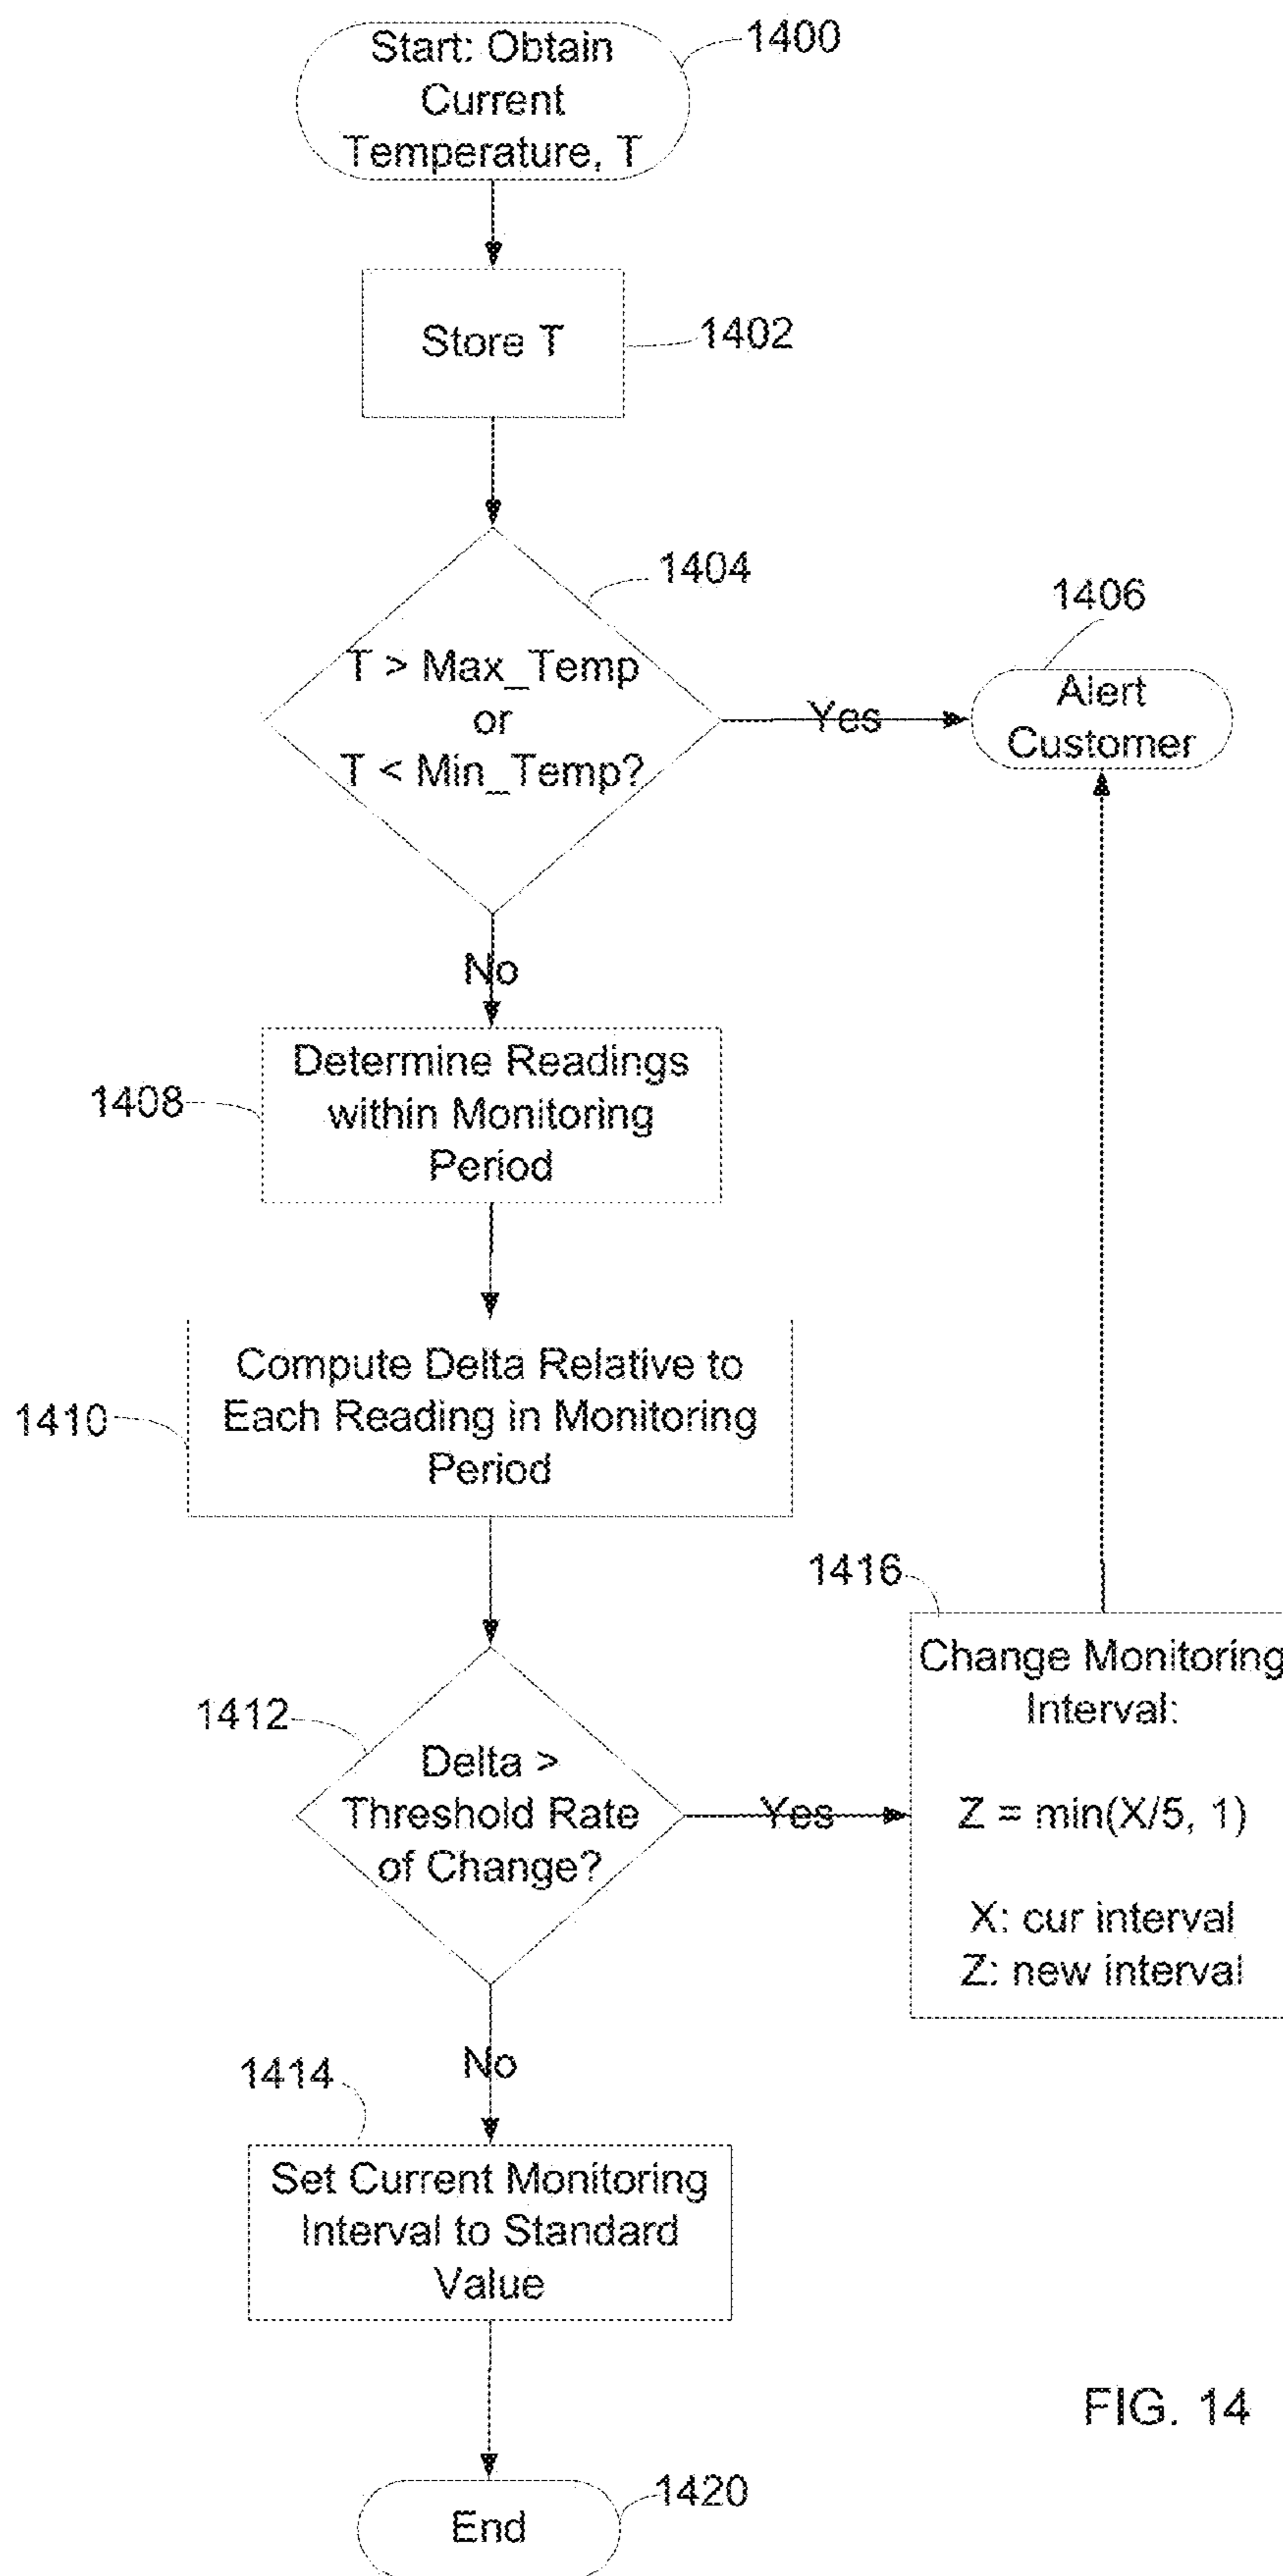 Start: Obtain
Current
Temperature, T
1400
Store T
1402
1404
T > Max_Temp
or
T < Min_Temp?
Yes
1406
Alert
Customer
No
1408
Determine Readings
within Monitoring
Period
1410
Compute Delta Relative to
Each Reading in Monitoring
Period
1412
Delta >
Threshold Rate
of Change?
Yes
1416
Change Monitoring
Interval:
Z = min(X/5, 1)
X: cur interval
Z: new interval
No
1414
Set Current Monitoring
Interval to Standard
Value
End
1420
FIG. 14